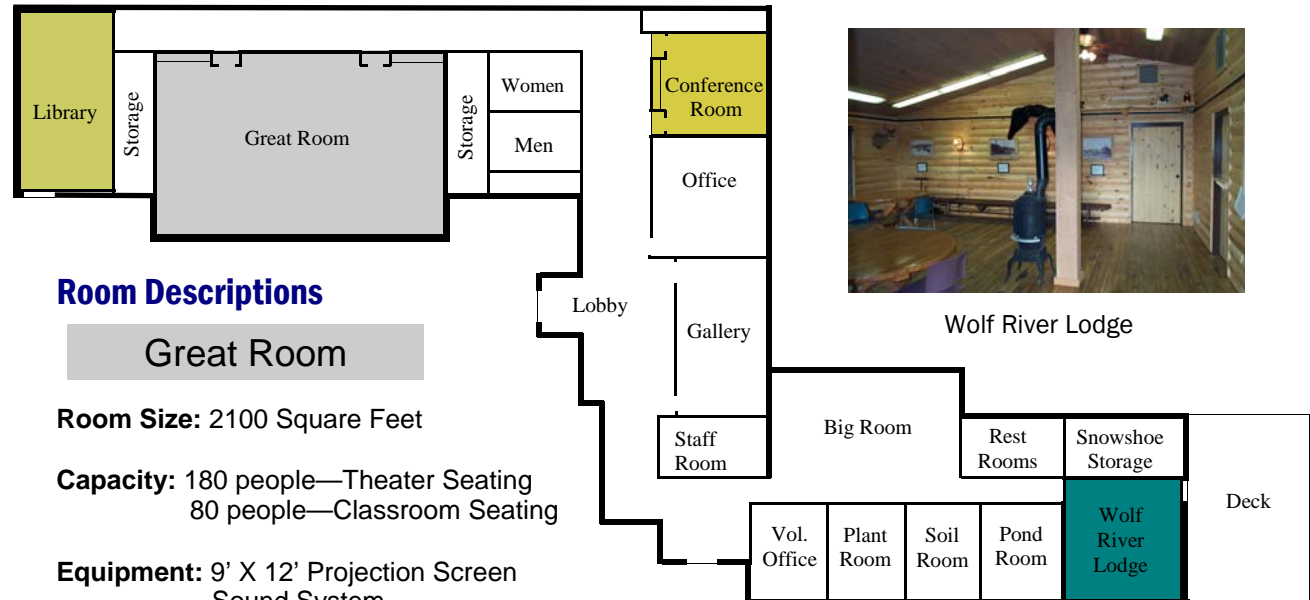 Library
Storage
Great Room
Storage
Women
Men
Conference
Room
Office
Lobby
Gallery
Staff
Room
Big Room
Rest
Rooms
Snowshoe
Storage
Deck
Vol.
Office
Plant
Room
Soil
Room
Pond
Room
Wolf
River
Lodge
Wolf River Lodge
Room Descriptions
Great Room
Room Size: 2100 Square Feet
Capacity: 180 people—Theater Seating
80 people—Classroom Seating
Equipment: 9’ X 12’ Projection Screen
Sound System